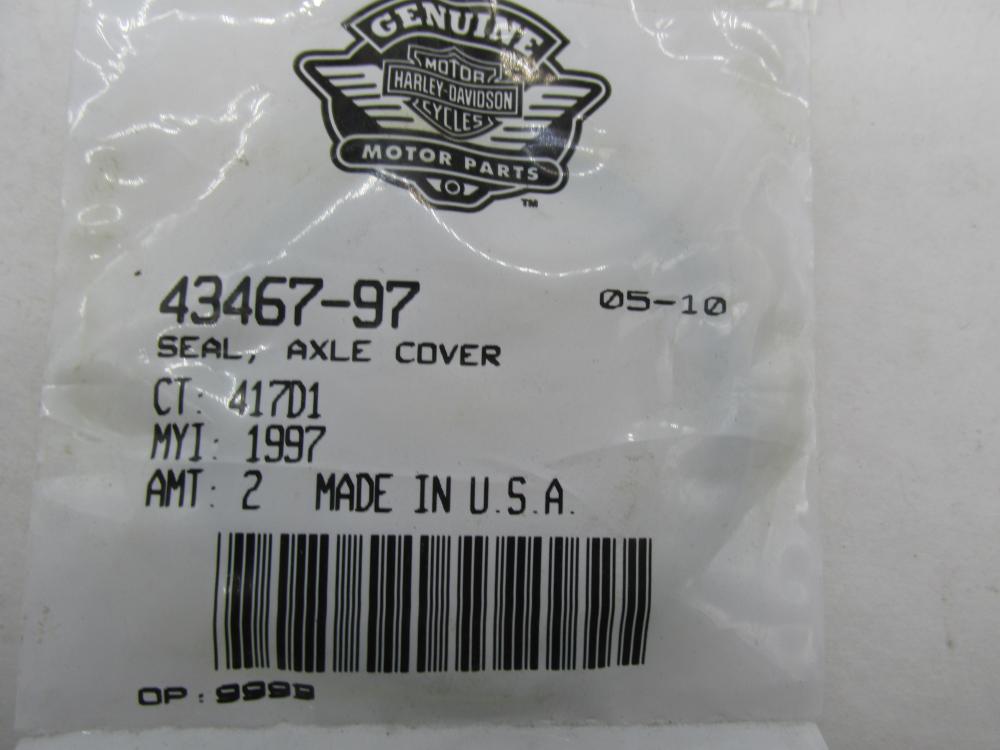 GENUINE
MOTOR
HARLEY-DAVIDSON
CYCLES
MOTOR PARTS
TM
43467-97 05-10
SEAL, AXLE COVER
CT: 417D1
MYI: 1997
AMT: 2 MADE IN U.S.A.
OP: